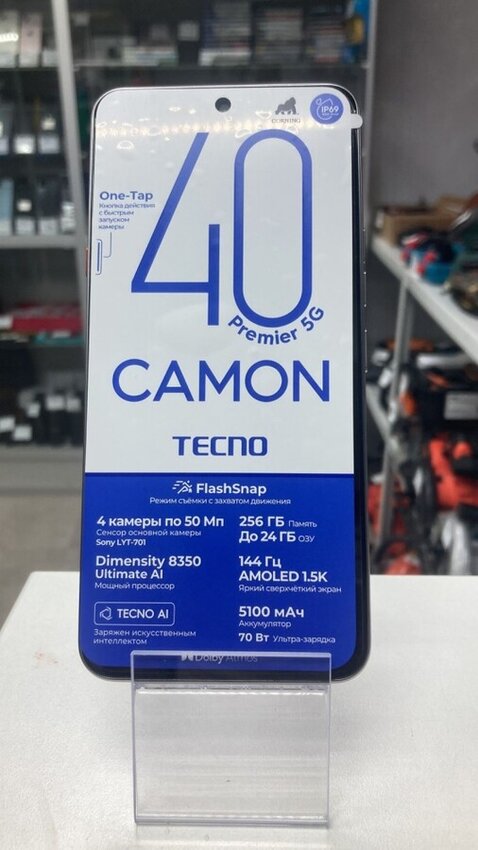 CORNING
IP69
40
One-Tap
Кнопка действия
с быстрым
запуском
камеры
Premier 5G
CAMON
TECNO
FlashSnap
Режим съёмки с захватом движения
4 камеры по 50 Мп
Сенсор основной камеры
Sony LYT-701
256 ГБ Память
До 24 ГБ ОЗУ
Dimensity 8350
Ultimate AI
Мощный процессор
144 Гц
AMOLED 1.5K
Яркий сверхчёткий экран
TECNO AI
Заряжен искусственным
интеллектом
5100 мАч
Аккумулятор
70 Вт Ультра-зарядка
Dolby Atmos